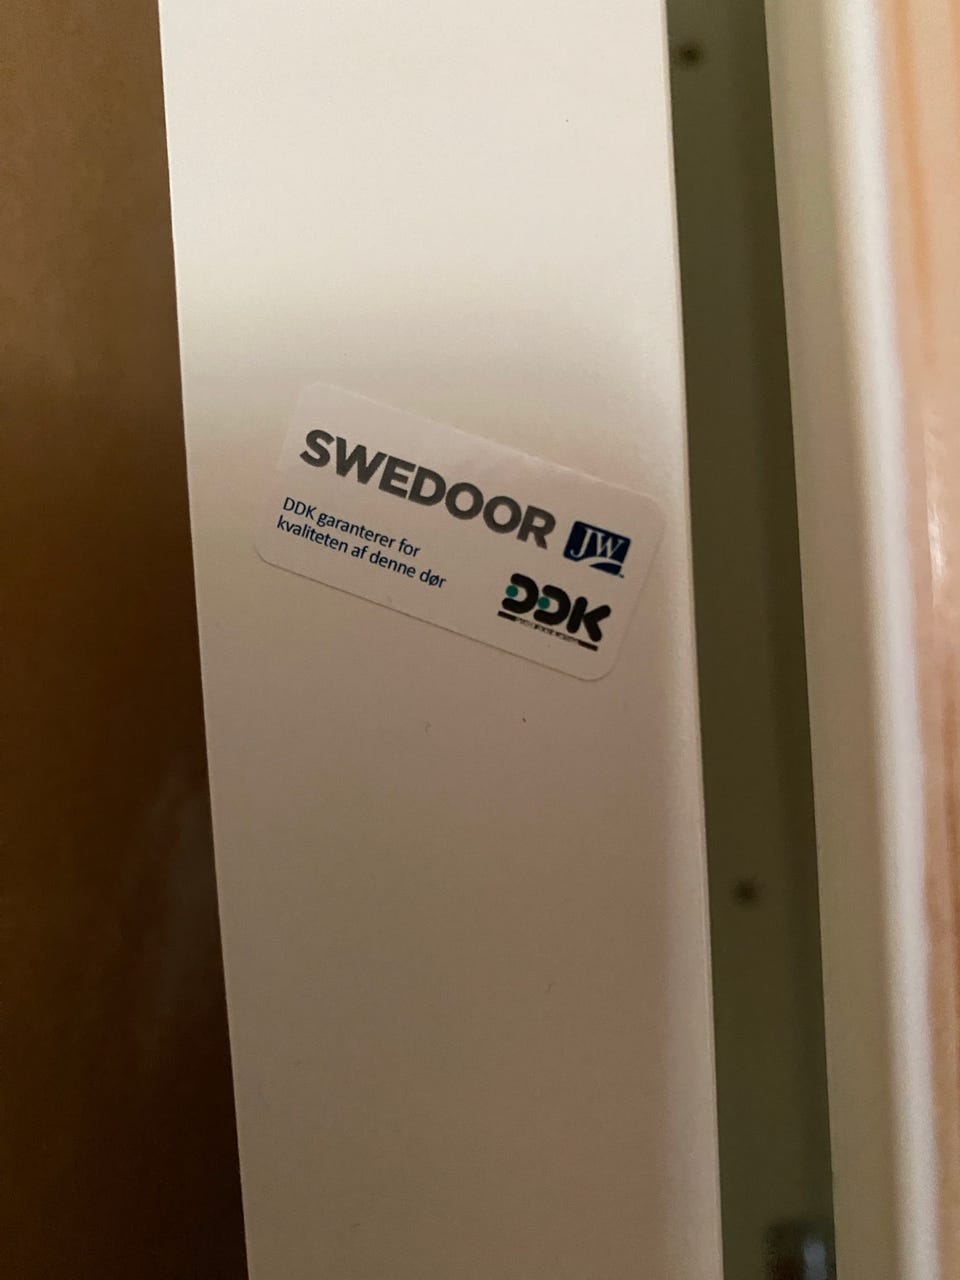 SWEDOOR JW
DDK garanterer for
kvaliteten af denne dør
DDK